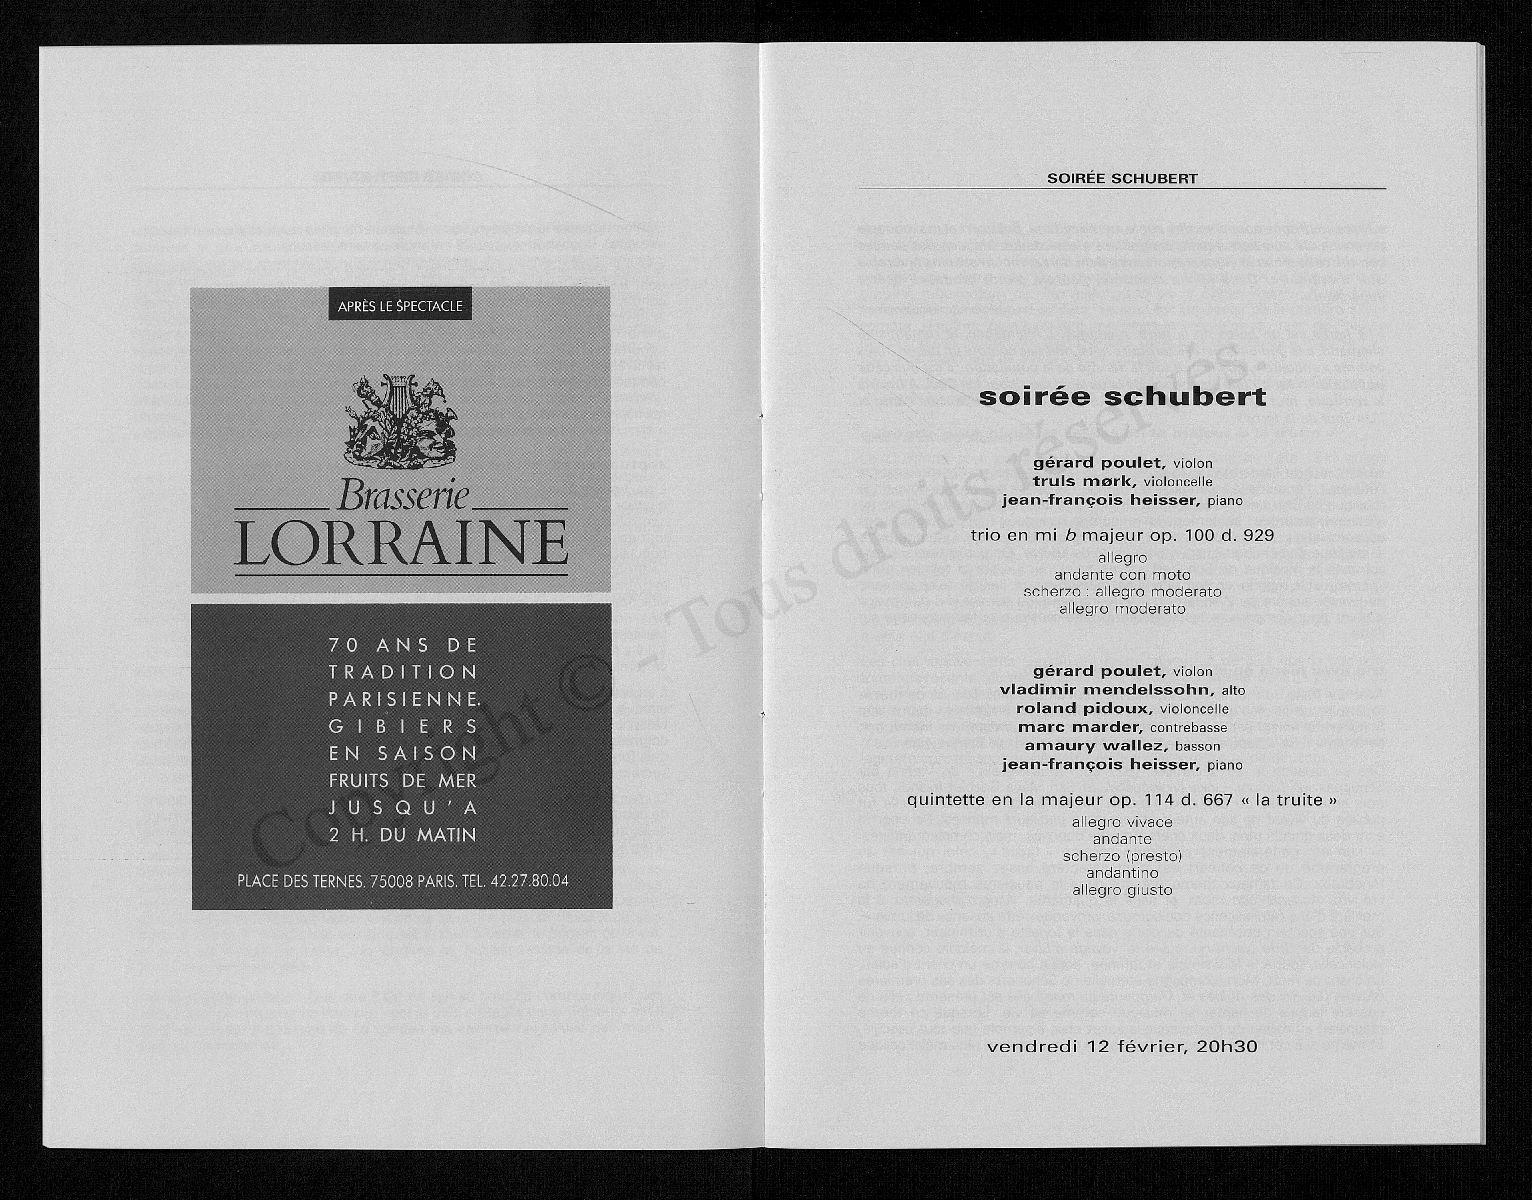 APRÈS LE SPECTACLE
Brasserie
LORRAINE
70 ANS DE
TRADITION
PARISIENNE.
GIBIERS
EN SAISON
FRUITS DE MER
JUSQU'A
2 H. DU MATIN
PLACE DES TERNES. 75008 PARIS. TEL. 42.27.80.04
SOIRÉE SCHUBERT
soirée schubert
gérard poulet, violon
truls mørk, violoncelle
jean-françois heisser, piano
trio en mi b majeur op. 100 d. 929
allegro
andante con moto
scherzo : allegro moderato
allegro moderato
gérard poulet, violon
vladimir mendelssohn, alto
roland pidoux, violoncelle
marc marder, contrebasse
amaury wallez, basson
jean-françois heisser, piano
quintette en la majeur op. 114 d. 667 « la truite »
allegro vivace
andante
scherzo (presto)
andantino
allegro giusto
vendredi 12 février, 20h30
Copyright © - Tous droits réservés.